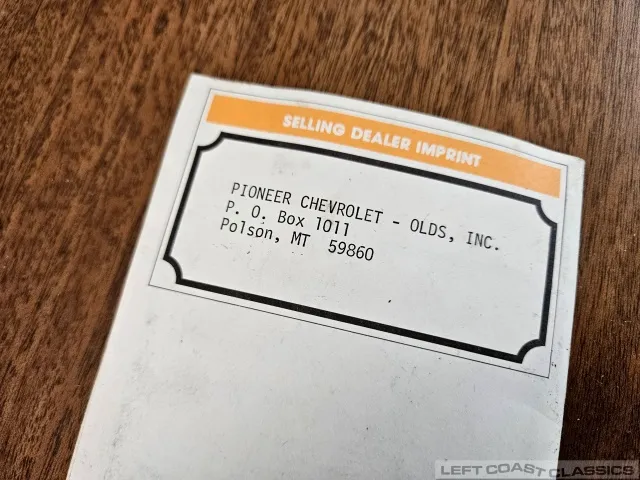 SELLING DEALER IMPRINT
PIONEER CHEVROLET - OLDS, INC.
P. O. Box 1011
Polson, MT 59860
LEFT COAST CLASSICS